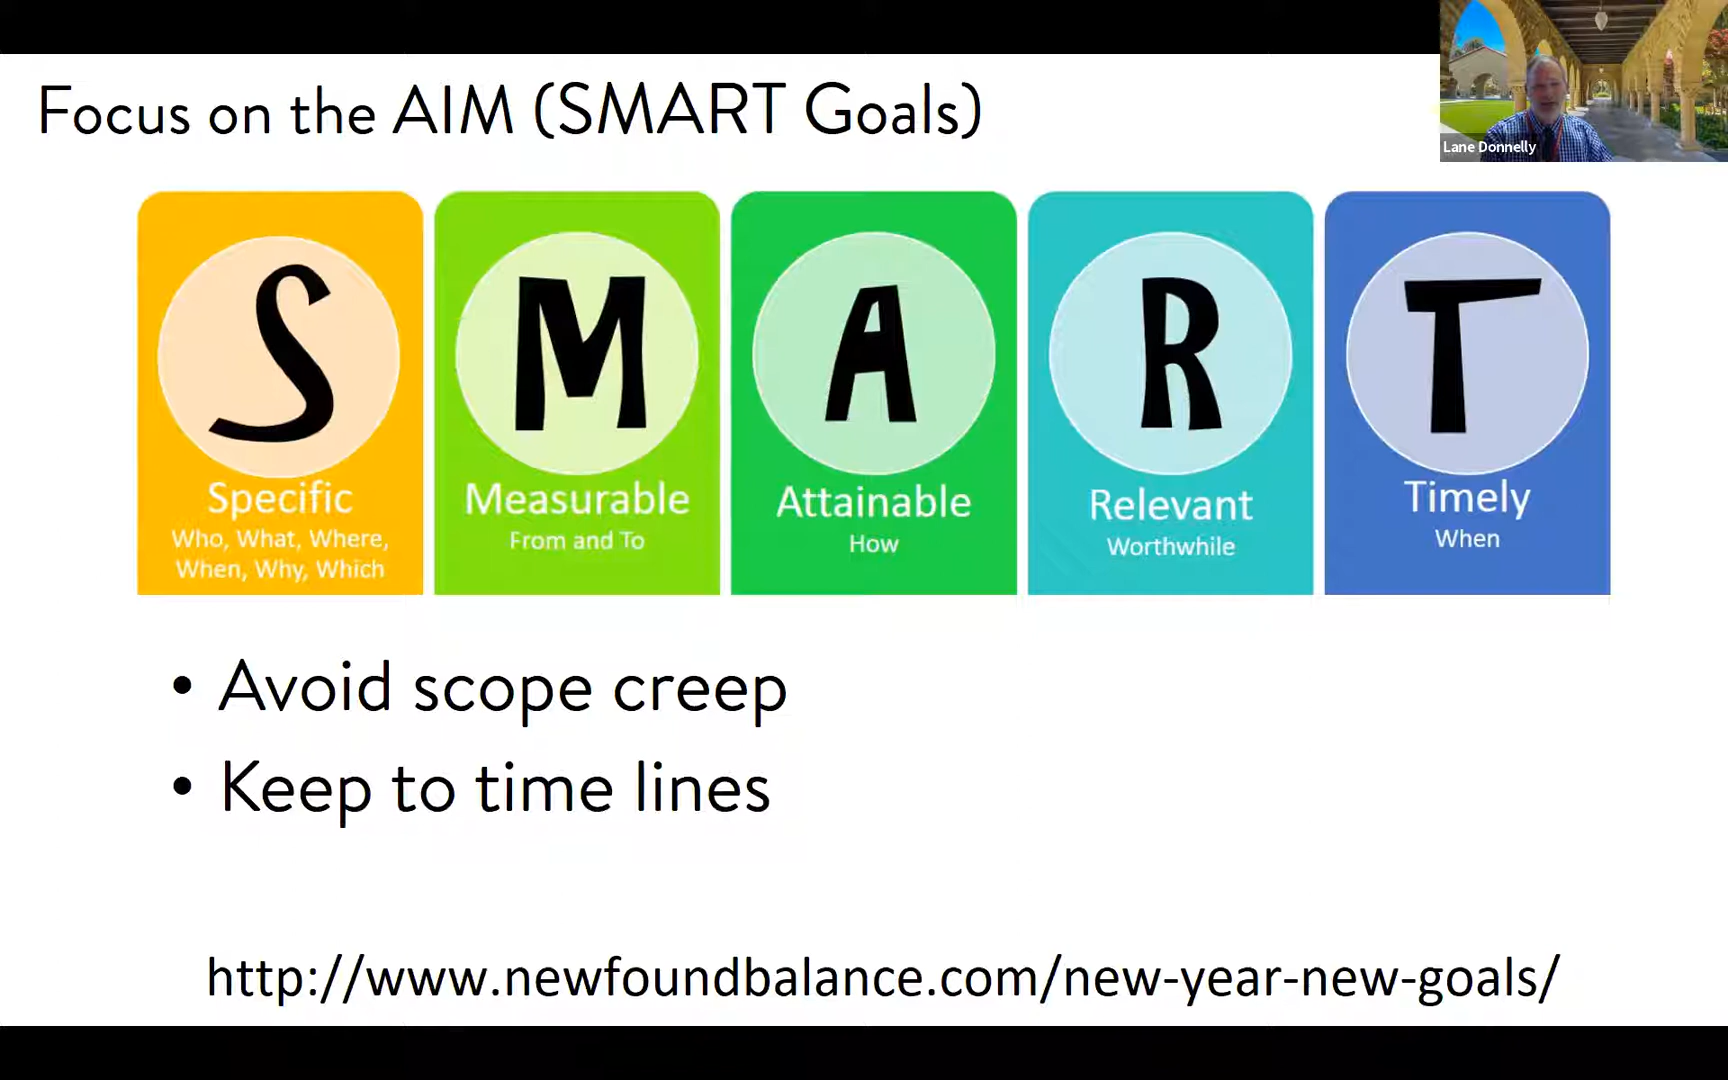 Focus on the AIM (SMART Goals)
Lane Donnelly
S M A R T
Specific
Who, What, Where,
When, Why, Which
Measurable
From and To
Attainable
How
Relevant
Worthwhile
Timely
When
• Avoid scope creep
• Keep to time lines
http://www.newfoundbalance.com/new-year-new-goals/